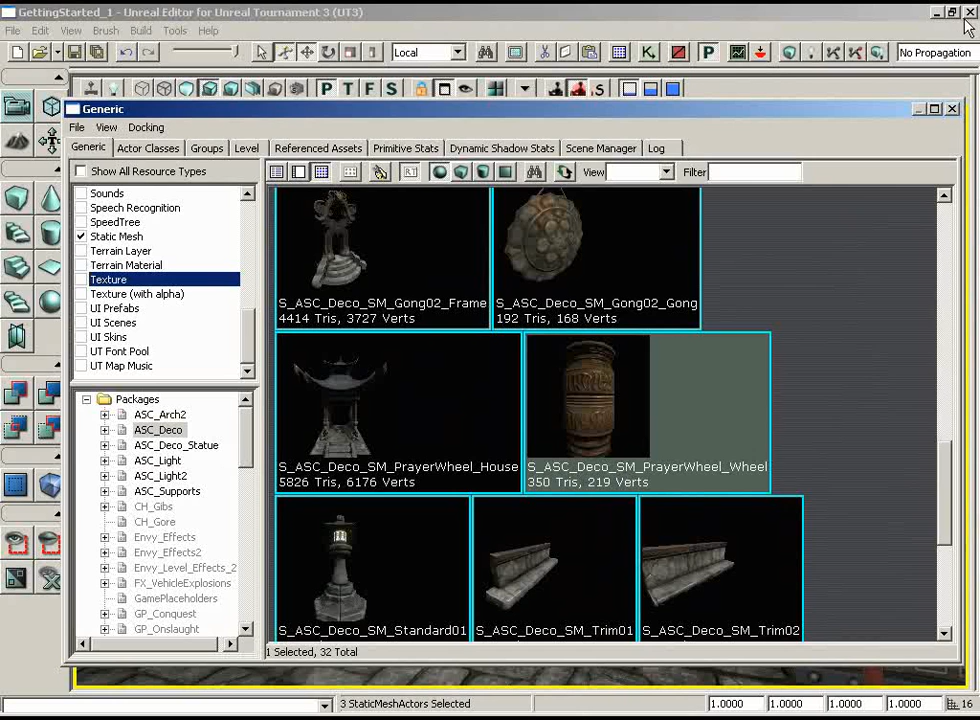 GettingStarted_1 - Unreal Editor for Unreal Tournament 3 (UT3)
File Edit View Brush Build Tools Help
Local No Propagation
P T F S
Generic
File View Docking
Generic Actor Classes Groups Level Referenced Assets Primitive Stats Dynamic Shadow Stats Scene Manager Log
Show All Resource Types
View Filter
Sounds
Speech Recognition
SpeedTree
Static Mesh
Terrain Layer
Terrain Material
Texture
Texture (with alpha)
UI Prefabs
UI Scenes
UI Skins
UT Font Pool
UT Map Music
Packages
ASC_Arch2
ASC_Deco
ASC_Deco_Statue
ASC_Light
ASC_Light2
ASC_Supports
CH_Gibs
CH_Gore
Envy_Effects
Envy_Effects2
Envy_Level_Effects_2
FX_VehicleExplosions
GamePlaceholders
GP_Conquest
GP_Onslaught
S_ASC_Deco_SM_Gong02_Frame
4414 Tris, 3727 Verts
S_ASC_Deco_SM_Gong02_Gong
192 Tris, 168 Verts
S_ASC_Deco_SM_PrayerWheel_House
5826 Tris, 6176 Verts
S_ASC_Deco_SM_PrayerWheel_Wheel
350 Tris, 219 Verts
S_ASC_Deco_SM_Standard01
S_ASC_Deco_SM_Trim01
S_ASC_Deco_SM_Trim02
1 Selected, 32 Total
3 StaticMeshActors Selected
1.0000 1.0000 1.0000 1.0000 16